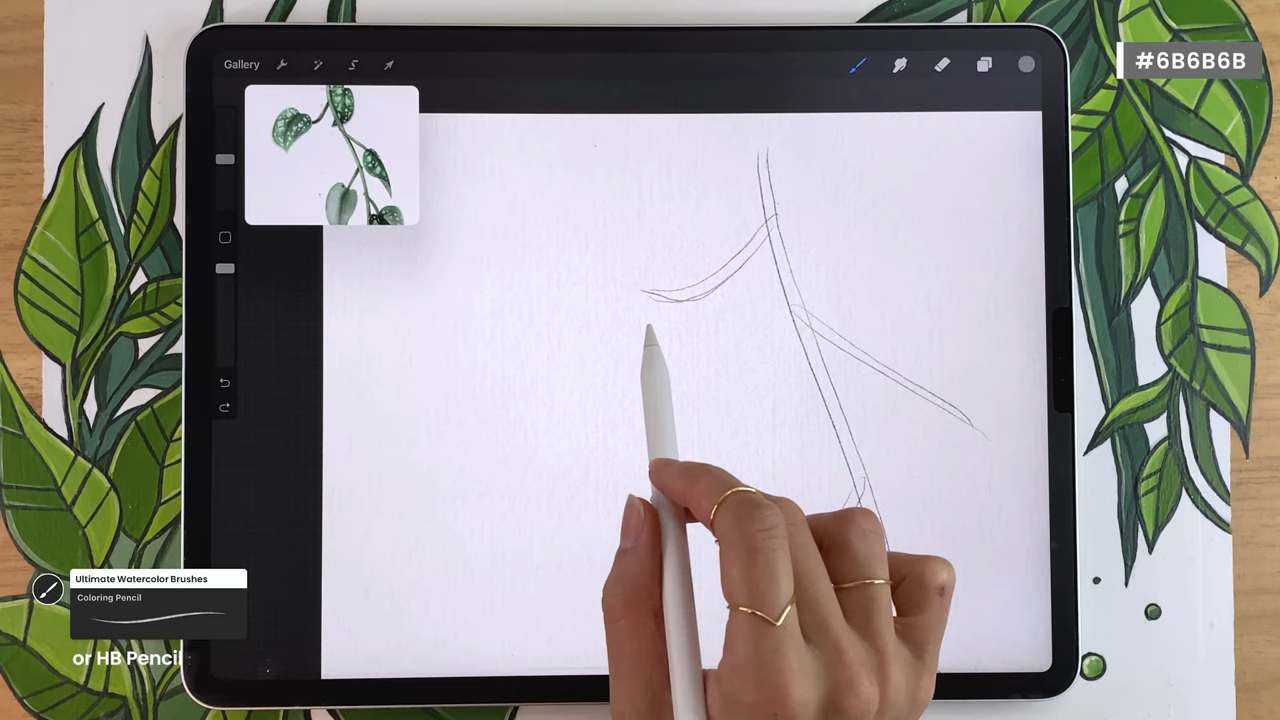 #6B6B6B
Gallery
Ultimate Watercolor Brushes
Coloring Pencil
or HB Pencil